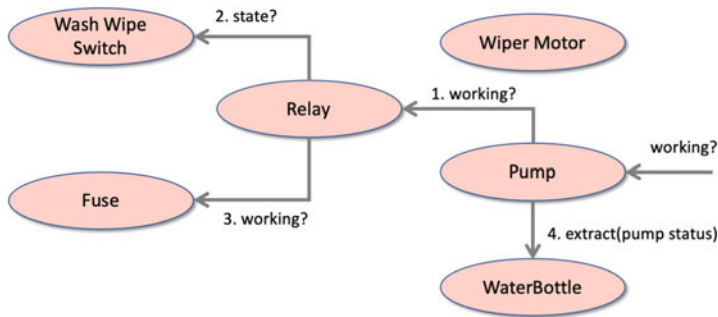 2. state?
Wash Wipe
Switch
Wiper Motor
Relay
1. working?
working?
Pump
Fuse
3. working?
4. extract(pump status)
WaterBottle